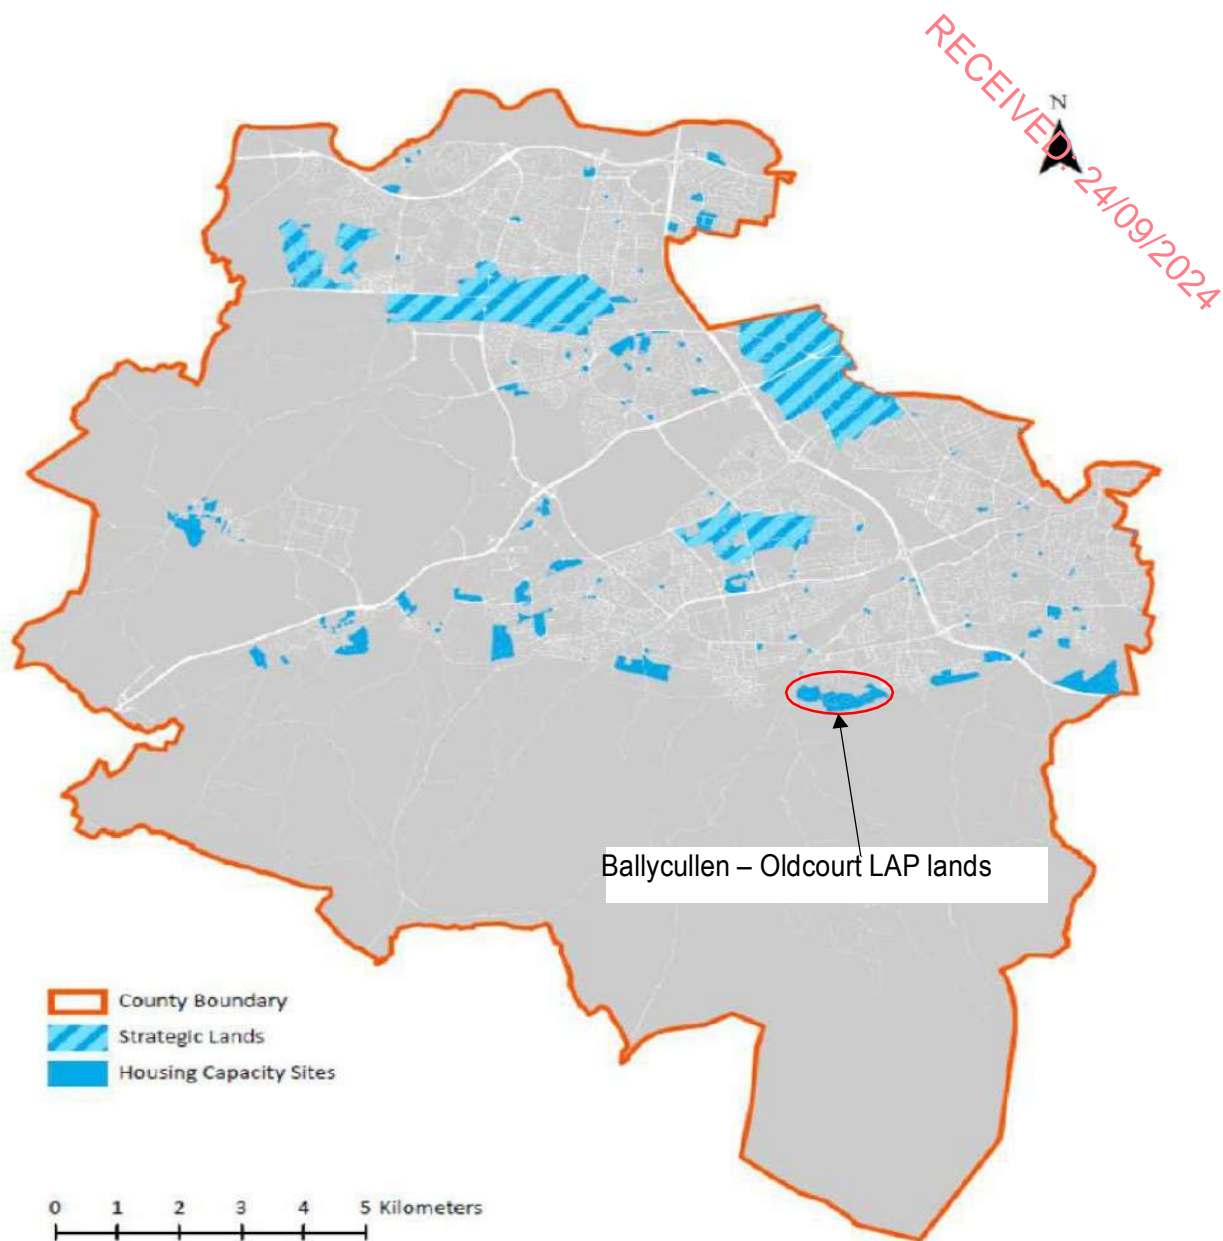 RECEIVED: 24/09/2024
N
Ballycullen – Oldcourt LAP lands
County Boundary
Strategic Lands
Housing Capacity Sites
0 1 2 3 4 5 Kilometers